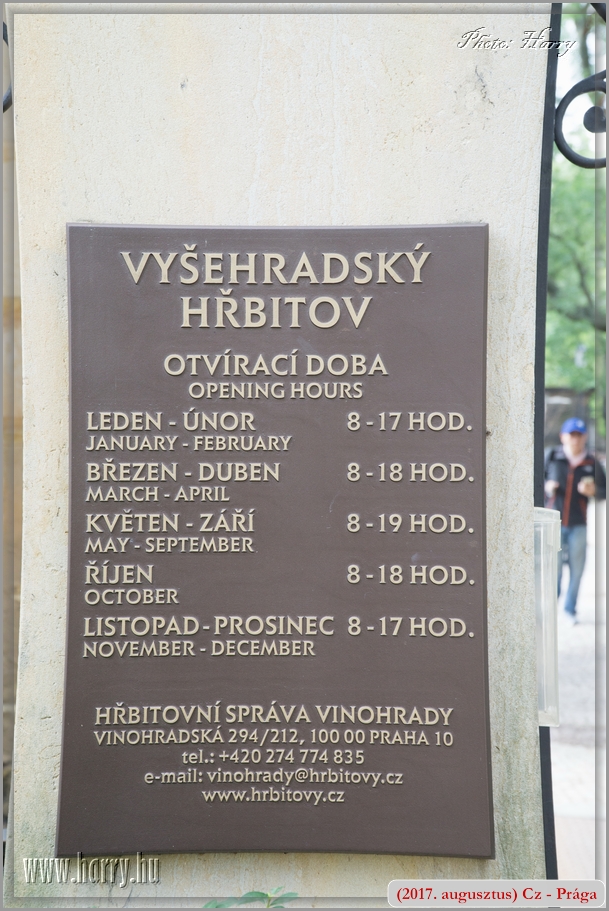 Photo: Harry
VYŠEHRADSKÝ
HŘBITOV
OTVÍRACÍ DOBA
OPENING HOURS
LEDEN - ÚNOR 8 - 17 HOD.
JANUARY - FEBRUARY
BŘEZEN - DUBEN 8 - 18 HOD.
MARCH - APRIL
KVĚTEN - ZÁŘÍ 8 - 19 HOD.
MAY - SEPTEMBER
ŘÍJEN 8 - 18 HOD.
OCTOBER
LISTOPAD - PROSINEC 8 - 17 HOD.
NOVEMBER - DECEMBER
HŘBITOVNÍ SPRÁVA VINOHRADY
VINOHRADSKÁ 294/212, 100 00 PRAHA 10
tel.: +420 274 774 835
e-mail: vinohrady@hrbitovy.cz
www.hrbitovy.cz
www.harry.hu
(2017. augusztus) Cz - Prága